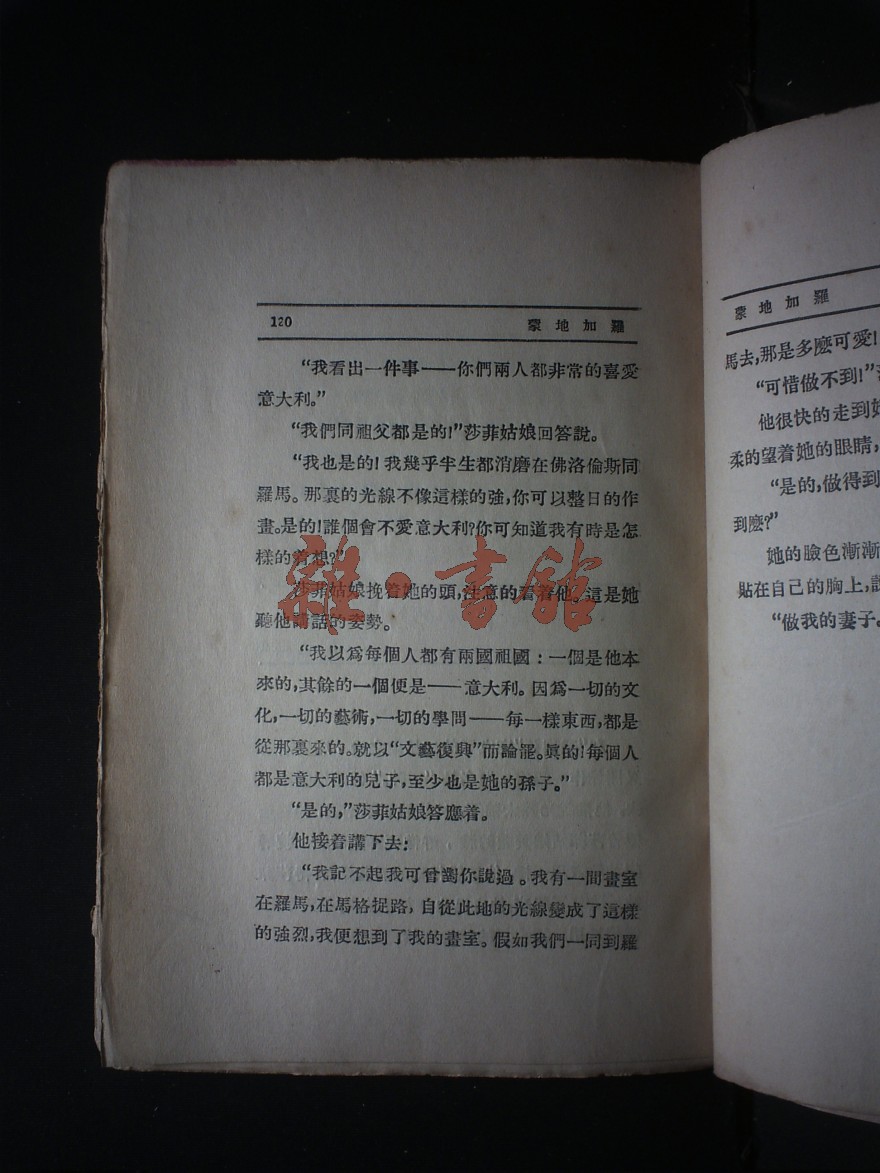 120 蒙地加羅
“我看出一件事——你們兩人都非常的喜愛
意大利。”
“我們同祖父都是的！”莎菲姑娘回答說。
“我也是的！我幾乎半生都消磨在佛洛倫斯同
羅馬。那裏的光線不像這樣的強，你可以整日的作
畫。是的！誰個會不愛意大利？你可知道我有時是怎
樣的着想？”
莎菲姑娘挽着她的頭，注意的看着他。這是她
聽他講話的姿勢。
“我以爲每個人都有兩國祖國：一個是他本
來的，其餘的一個便是——意大利。因爲一切的文
化，一切的藝術，一切的學問——每一樣東西，都是
從那裏來的。就以“文藝復興”而論罷。眞的！每個人
都是意大利的兒子，至少也是她的孫子。”
“是的，”莎菲姑娘答應着。
他接着講下去：
“我記不起我可曾對你說過。我有一間畫室
在羅馬，在馬格捉路，自從此地的光線變成了這樣
的強烈，我便想到了我的畫室。假如我們一同到羅
雜·書館
蒙地加羅
馬去，那是多麽可愛！
“可惜做不到！”
他很快的走到她
柔的望着她的眼睛，
“是的，做得到
到麽？”
她的臉色漸漸
貼在自己的胸上，
“做我的妻子。